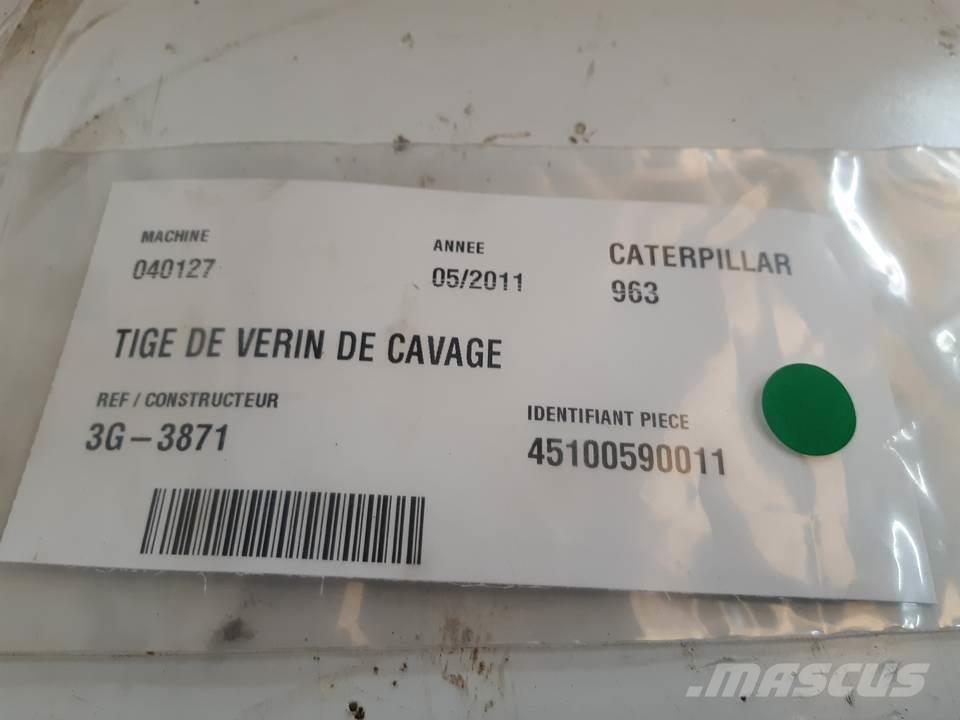 MACHINE
040127
ANNEE
05/2011
CATERPILLAR
963
TIGE DE VERIN DE CAVAGE
REF / CONSTRUCTEUR
3G-3871
IDENTIFIANT PIECE
45100590011
.MASCUS